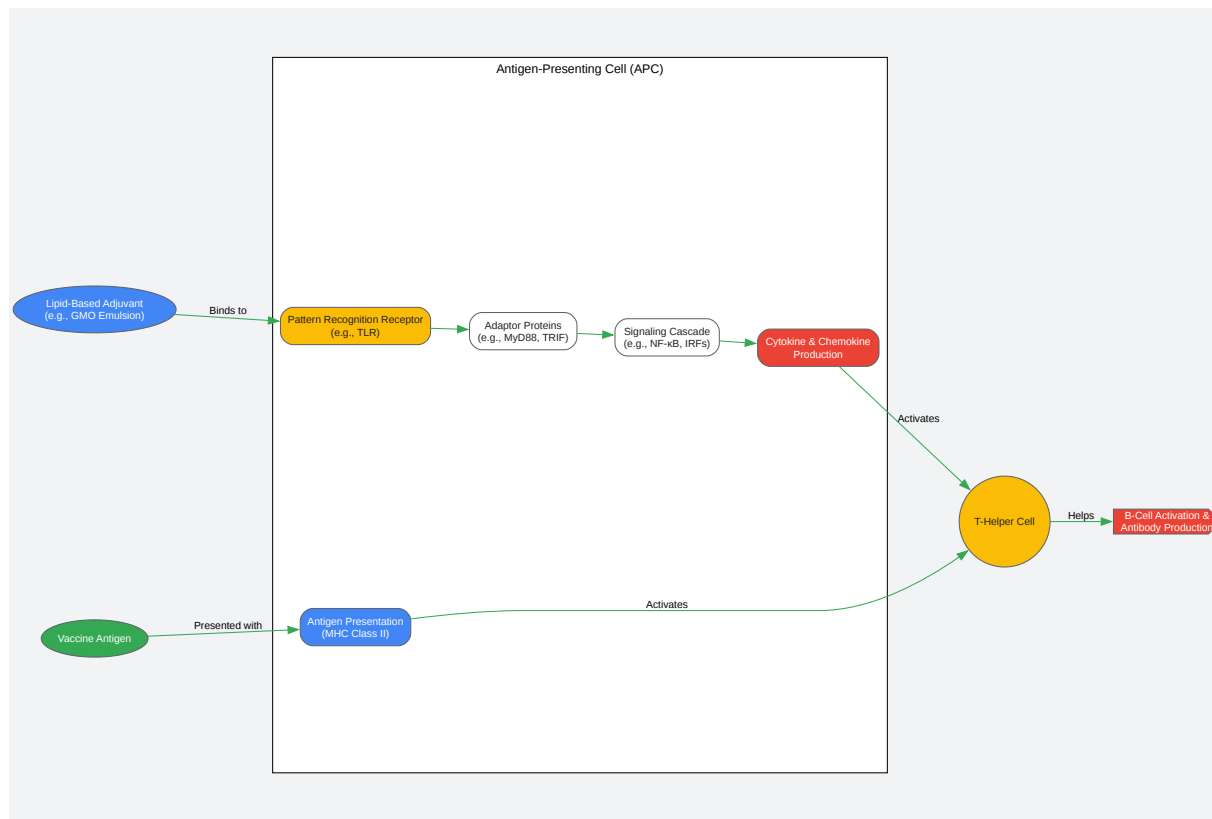 Antigen-Presenting Cell (APC)
Lipid-Based Adjuvant
(e.g., GMO Emulsion)
Binds to
Pattern Recognition Receptor
(e.g., TLR)
Adaptor Proteins
(e.g., MyD88, TRIF)
Signaling Cascade
(e.g., NF-κB, IRFs)
Cytokine & Chemokine
Production
Activates
T-Helper Cell
Helps
B-Cell Activation &
Antibody Production
Vaccine Antigen
Presented with
Antigen Presentation
(MHC Class II)
Activates